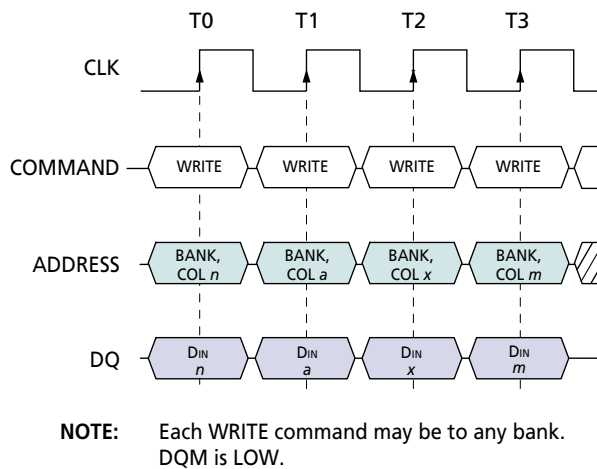 T0 T1 T2 T3
CLK
COMMAND WRITE WRITE WRITE WRITE
ADDRESS BANK, BANK, BANK, BANK,
COL n COL a COL x COL m
DQ DIN DIN DIN DIN
n a x m
NOTE: Each WRITE command may be to any bank.
DQM is LOW.